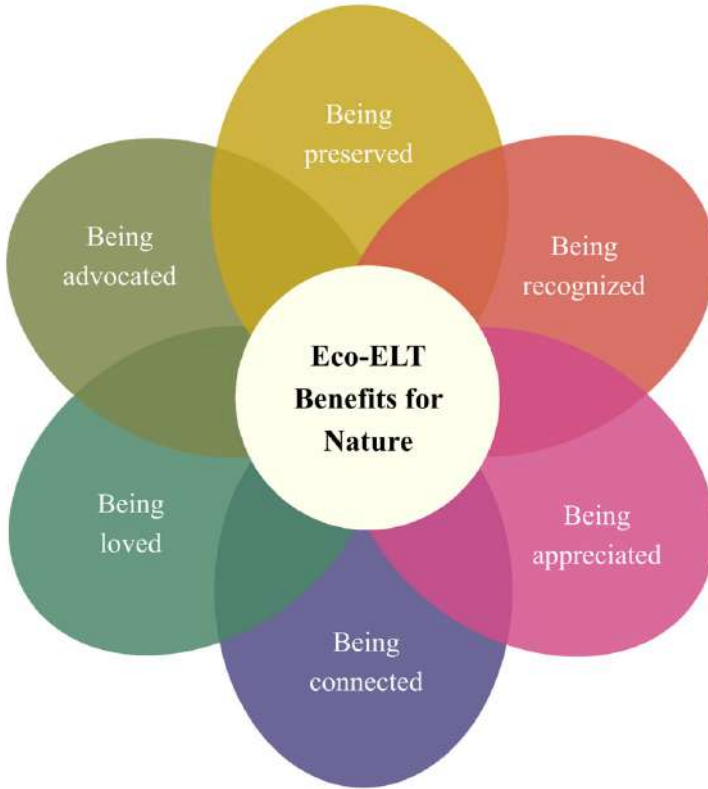 Being
preserved
Being
recognized
Being
appreciated
Being
connected
Being
loved
Being
advocated
Eco-ELT
Benefits for
Nature